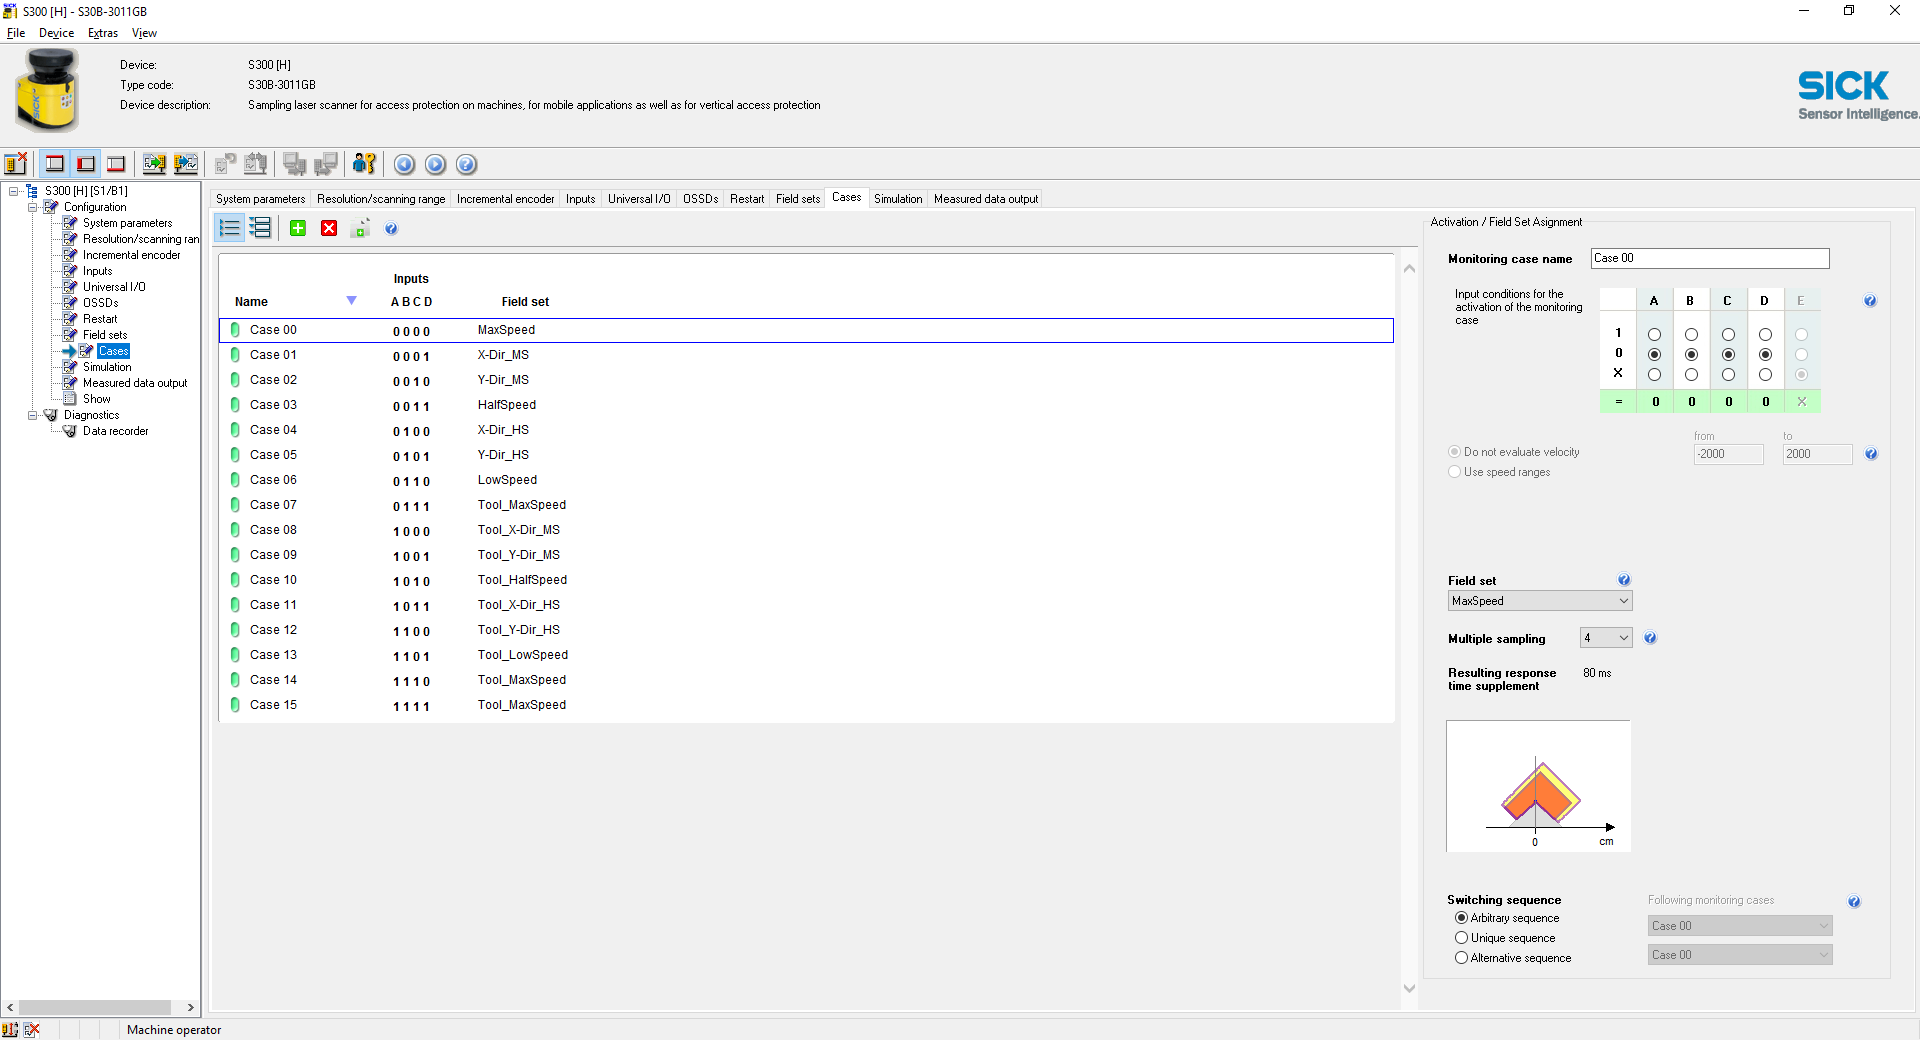 S300 [H] - S30B-3011GB
File Device Extras View
Device: S300 [H]
Type code: S30B-3011GB
Device description: Sampling laser scanner for access protection on machines, for mobile applications as well as for vertical access protection
SICK
Sensor Intelligence.
S300 [H] [S1/B1]
Configuration
System parameters
Resolution/scanning ran
Incremental encoder
Inputs
Universal I/O
OSSDs
Restart
Field sets
Cases
Simulation
Measured data output
Show
Diagnostics
Data recorder
System parameters Resolution/scanning range Incremental encoder Inputs Universal I/O OSSDs Restart Field sets Cases Simulation Measured data output
Inputs
Name A B C D Field set
Case 00 0 0 0 0 MaxSpeed
Case 01 0 0 0 1 X-Dir_MS
Case 02 0 0 1 0 Y-Dir_MS
Case 03 0 0 1 1 HalfSpeed
Case 04 0 1 0 0 X-Dir_HS
Case 05 0 1 0 1 Y-Dir_HS
Case 06 0 1 1 0 LowSpeed
Case 07 0 1 1 1 Tool_MaxSpeed
Case 08 1 0 0 0 Tool_X-Dir_MS
Case 09 1 0 0 1 Tool_Y-Dir_MS
Case 10 1 0 1 0 Tool_HalfSpeed
Case 11 1 0 1 1 Tool_X-Dir_HS
Case 12 1 1 0 0 Tool_Y-Dir_HS
Case 13 1 1 0 1 Tool_LowSpeed
Case 14 1 1 1 0 Tool_MaxSpeed
Case 15 1 1 1 1 Tool_MaxSpeed
Activation / Field Set Asignment
Monitoring case name Case 00
Input conditions for the
activation of the monitoring
case
A B C D E
1
0
X
= 0 0 0 0 X
from to
Do not evaluate velocity -2000 2000
Use speed ranges
Field set
MaxSpeed
Multiple sampling 4
Resulting response
time supplement
80 ms
0 cm
Switching sequence
Arbitrary sequence
Unique sequence
Alternative sequence
Following monitoring cases
Case 00
Case 00
Machine operator